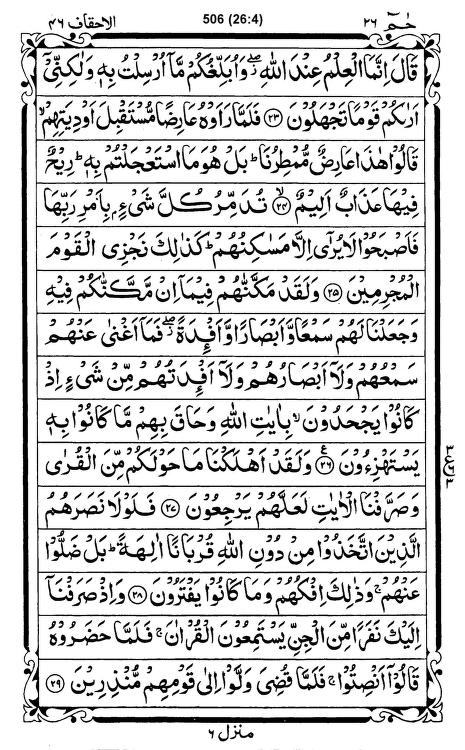 الاحقاف ٤٦
506 (26:4)
حٰمٓ ٢٦
قَالَ اِنَّمَا الْعِلْمُ عِنْدَ اللّٰهِ ۖؗ وَاُبَلِّغُكُمْ مَّآ اُرْسِلْتُ بِهٖ وَلٰكِنِّيْٓ
اَرٰىكُمْ قَوْمًا تَجْهَلُوْنَ ﴿٢٣﴾ فَلَمَّا رَاَوْهُ عَارِضًا مُّسْتَقْبِلَ اَوْدِيَتِهِمْ ۙ
قَالُوْا هٰذَا عَارِضٌ مُّمْطِرُنَا ؕ بَلْ هُوَ مَا اسْتَعْجَلْتُمْ بِهٖ ؕ رِيْحٌ
فِيْهَا عَذَابٌ اَلِيْمٌ ۙ﴿٢٤﴾ تُدَمِّرُ كُلَّ شَيْءٍ ۭ بِاَمْرِ رَبِّهَا
فَاَصْبَحُوْا لَا يُرٰٓى اِلَّا مَسٰكِنُهُمْ ؕ كَذٰلِكَ نَجْزِى الْقَوْمَ
الْمُجْرِمِيْنَ ﴿٢٥﴾ وَلَقَدْ مَكَّنّٰهُمْ فِيْمَآ اِنْ مَّكَّنّٰكُمْ فِيْهِ
وَجَعَلْنَا لَهُمْ سَمْعًا وَّاَبْصَارًا وَّاَفْـِٕدَةً ۖؗ فَمَآ اَغْنٰى عَنْهُمْ
سَمْعُهُمْ وَلَآ اَبْصَارُهُمْ وَلَآ اَفْـِٕدَتُهُمْ مِّنْ شَيْءٍ اِذْ
كَانُوْا يَجْحَدُوْنَ ۙ بِاٰيٰتِ اللّٰهِ وَحَاقَ بِهِمْ مَّا كَانُوْا بِهٖ
يَسْتَهْزِءُوْنَ ﴿٢٦﴾ ع وَلَقَدْ اَهْلَكْنَا مَا حَوْلَكُمْ مِّنَ الْقُرٰى
وَصَرَّفْنَا الْاٰيٰتِ لَعَلَّهُمْ يَرْجِعُوْنَ ﴿٢٧﴾ فَلَوْلَا نَصَرَهُمُ
الَّذِيْنَ اتَّخَذُوْا مِنْ دُوْنِ اللّٰهِ قُرْبَانًا اٰلِهَةً ؕ بَلْ ضَلُّوْا
عَنْهُمْ ۚ وَذٰلِكَ اِفْكُهُمْ وَمَا كَانُوْا يَفْتَرُوْنَ ﴿٢٨﴾ وَاِذْ صَرَفْنَآ
اِلَيْكَ نَفَرًا مِّنَ الْجِنِّ يَسْتَمِعُوْنَ الْقُرْاٰنَ ۚ فَلَمَّا حَضَرُوْهُ
قَالُوْٓا اَنْصِتُوْا ۚ فَلَمَّا قُضِيَ وَلَّوْا اِلٰى قَوْمِهِمْ مُّنْذِرِيْنَ ﴿٢٩﴾
منزل ٦